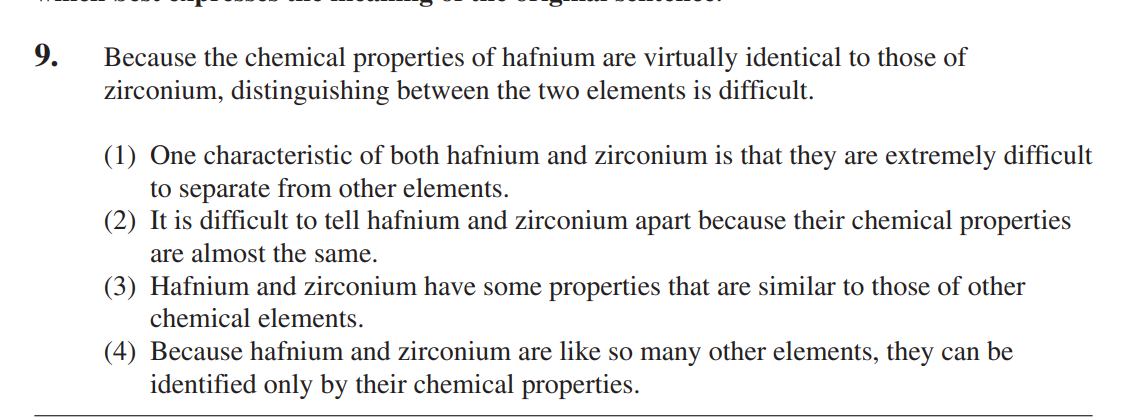 9. Because the chemical properties of hafnium are virtually identical to those of
zirconium, distinguishing between the two elements is difficult.
(1) One characteristic of both hafnium and zirconium is that they are extremely difficult
to separate from other elements.
(2) It is difficult to tell hafnium and zirconium apart because their chemical properties
are almost the same.
(3) Hafnium and zirconium have some properties that are similar to those of other
chemical elements.
(4) Because hafnium and zirconium are like so many other elements, they can be
identified only by their chemical properties.